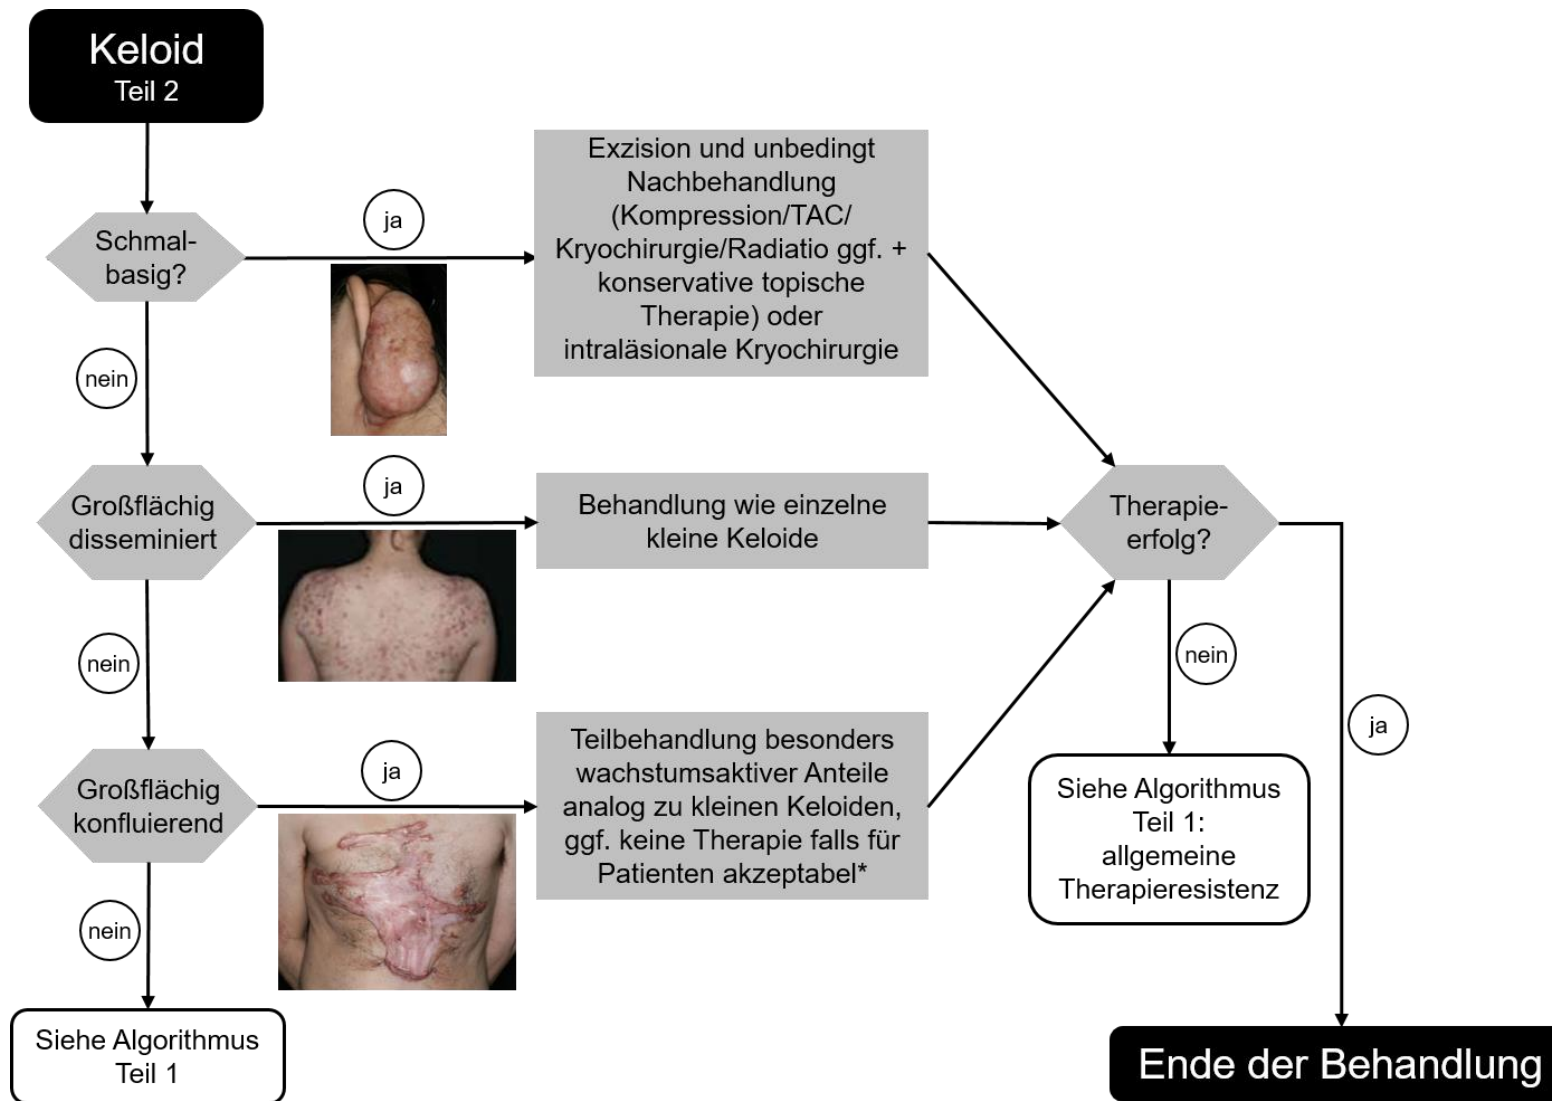 Keloid
Teil 2
Schmal-
basig?
ja
Exzision und unbedingt
Nachbehandlung
(Kompression/TAC/
Kryochirurgie/Radiatio ggf. +
konservative topische
Therapie) oder
intraläsionale Kryochirurgie
nein
Großflächig
disseminiert
ja
Behandlung wie einzelne
kleine Keloide
Therapie-
erfolg?
nein
Großflächig
konfluierend
ja
Teilbehandlung besonders
wachstumsaktiver Anteile
analog zu kleinen Keloiden,
ggf. keine Therapie falls für
Patienten akzeptabel*
nein
ja
Siehe Algorithmus
Teil 1:
allgemeine
Therapieresistenz
nein
Siehe Algorithmus
Teil 1
Ende der Behandlung